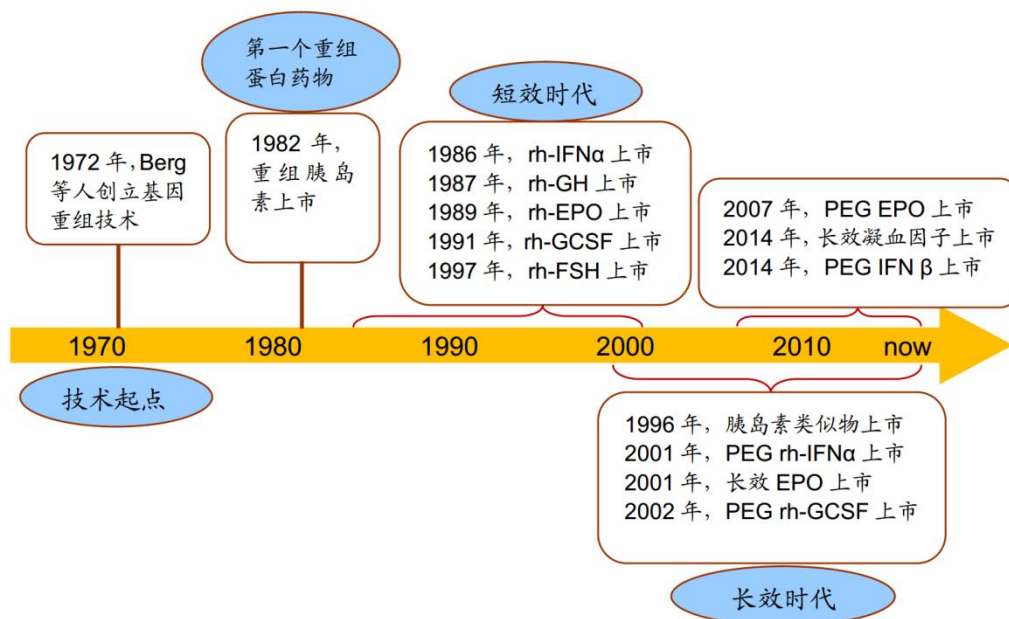 第一个重组
蛋白药物
短效时代
1972 年，Berg
等人创立基因
重组技术
1982 年，
重组胰岛
素上市
1986 年，rh-IFNα 上市
1987 年，rh-GH 上市
1989 年，rh-EPO 上市
1991 年，rh-GCSF 上市
1997 年，rh-FSH 上市
2007 年，PEG EPO 上市
2014 年，长效凝血因子上市
2014 年，PEG IFN β 上市
1970 1980 1990 2000 2010 now
技术起点
1996 年，胰岛素类似物上市
2001 年，PEG rh-IFNα 上市
2001 年，长效 EPO 上市
2002 年，PEG rh-GCSF 上市
长效时代